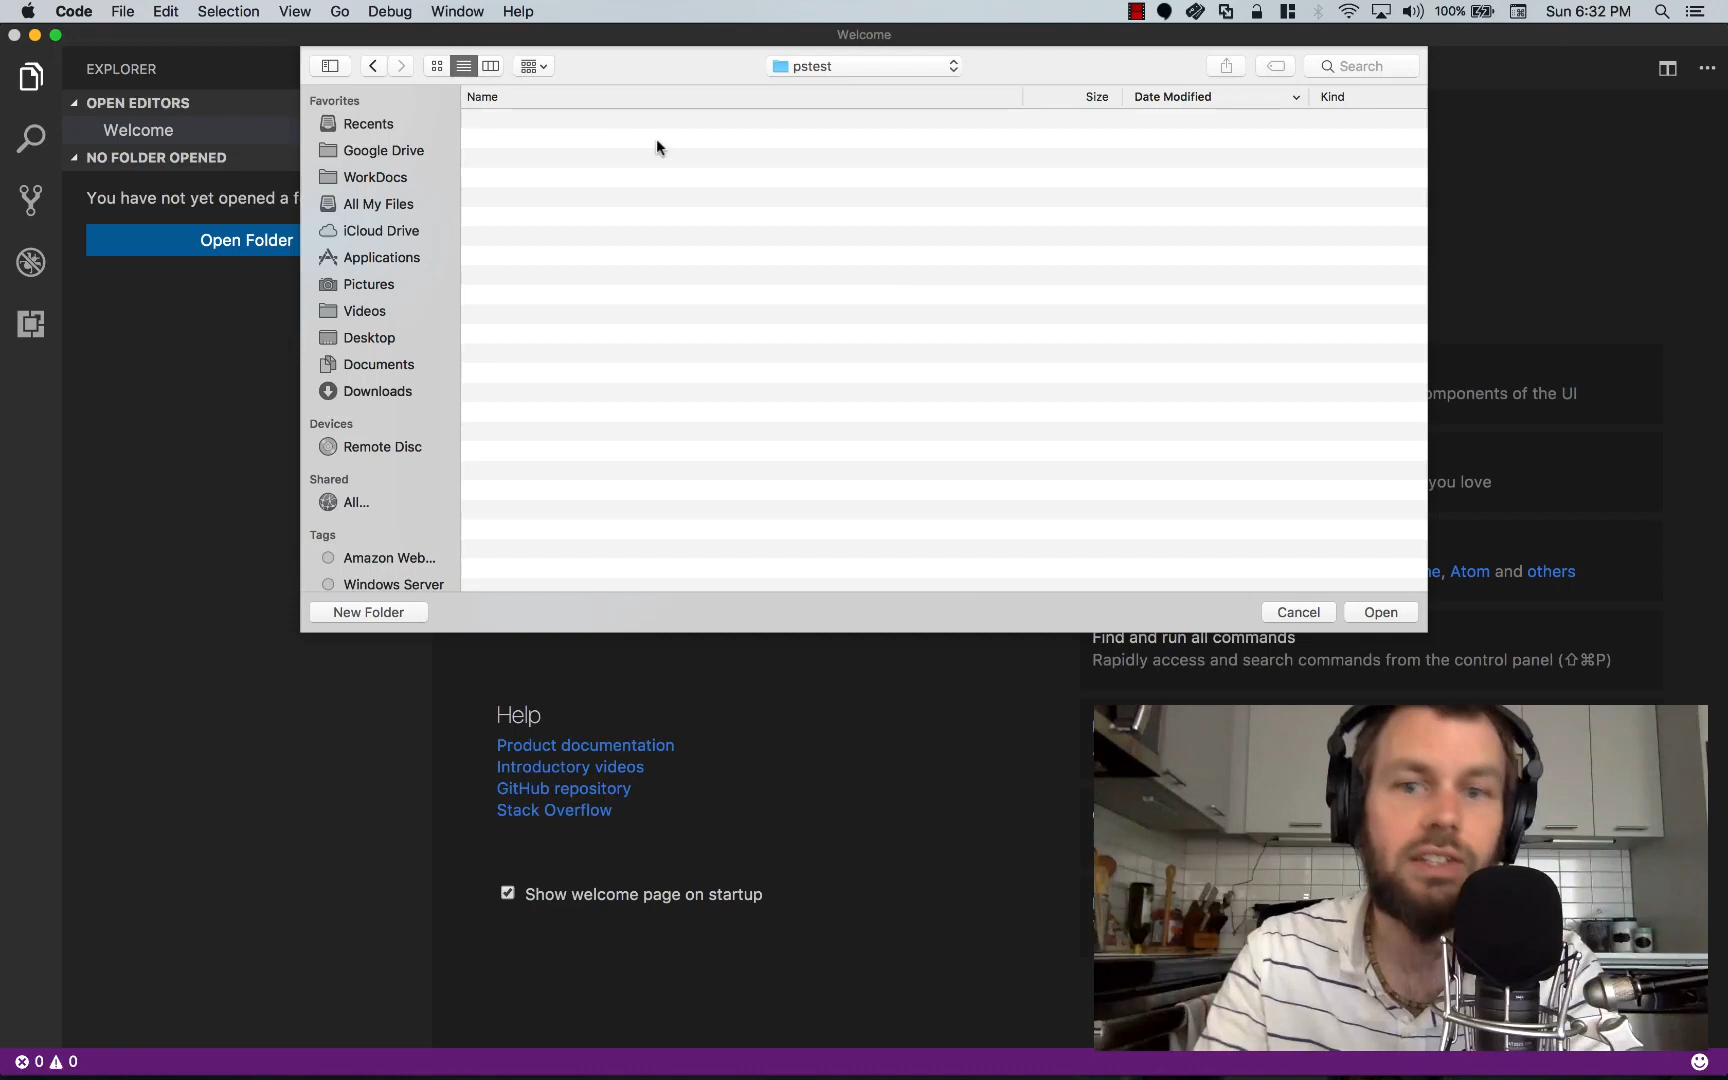 Code File Edit Selection View Go Debug Window Help 100% Sun 6:32 PM
Welcome
EXPLORER
OPEN EDITORS
Welcome
NO FOLDER OPENED
You have not yet opened a f
Open Folder
pstest
Search
Name Size Date Modified Kind
Favorites
Recents
Google Drive
WorkDocs
All My Files
iCloud Drive
Applications
Pictures
Videos
Desktop
Documents
Downloads
Devices
Remote Disc
Shared
All...
Tags
Amazon Web...
Windows Server
New Folder Cancel Open
omponents of the UI
you love
ne, Atom and others
Find and run all commands
Rapidly access and search commands from the control panel (⇧⌘P)
Help
Product documentation
Introductory videos
GitHub repository
Stack Overflow
Show welcome page on startup
0 0